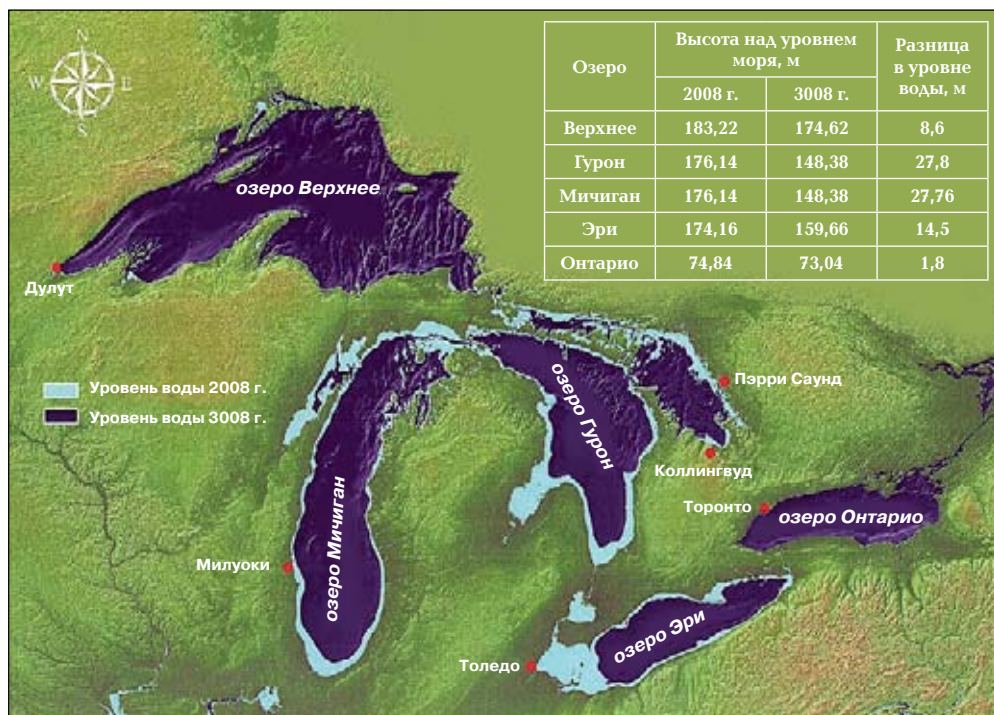 N
W E
S
Озеро
Высота над уровнем
моря, м
Разница
в уровне
воды, м
2008 г. 3008 г.
Верхнее 183,22 174,62 8,6
Гурон 176,14 148,38 27,8
Мичиган 176,14 148,38 27,76
Эри 174,16 159,66 14,5
Онтарио 74,84 73,04 1,8
озеро Верхнее
Дулут
Уровень воды 2008 г.
Уровень воды 3008 г.
озеро Гурон
Пэрри Саунд
Коллингвуд
Торонто
озеро Онтарио
озеро Мичиган
Милуоки
озеро Эри
Толедо